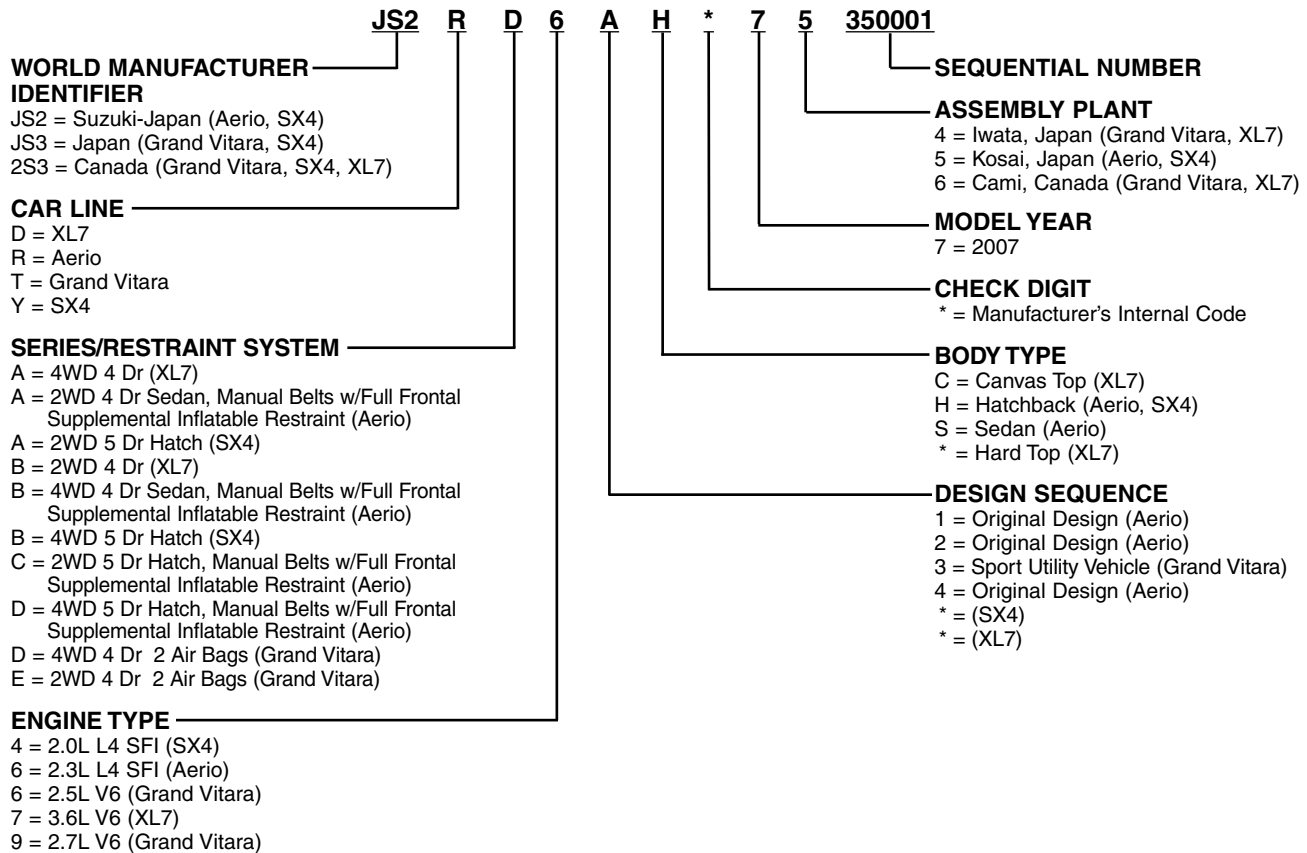 JS2 R D 6 A H * 7 5 350001
WORLD MANUFACTURER
IDENTIFIER
JS2 = Suzuki-Japan (Aerio, SX4)
JS3 = Japan (Grand Vitara, SX4)
2S3 = Canada (Grand Vitara, SX4, XL7)
CAR LINE
D = XL7
R = Aerio
T = Grand Vitara
Y = SX4
SERIES/RESTRAINT SYSTEM
A = 4WD 4 Dr (XL7)
A = 2WD 4 Dr Sedan, Manual Belts w/Full Frontal
Supplemental Inflatable Restraint (Aerio)
A = 2WD 5 Dr Hatch (SX4)
B = 2WD 4 Dr (XL7)
B = 4WD 4 Dr Sedan, Manual Belts w/Full Frontal
Supplemental Inflatable Restraint (Aerio)
B = 4WD 5 Dr Hatch (SX4)
C = 2WD 5 Dr Hatch, Manual Belts w/Full Frontal
Supplemental Inflatable Restraint (Aerio)
D = 4WD 5 Dr Hatch, Manual Belts w/Full Frontal
Supplemental Inflatable Restraint (Aerio)
D = 4WD 4 Dr 2 Air Bags (Grand Vitara)
E = 2WD 4 Dr 2 Air Bags (Grand Vitara)
ENGINE TYPE
4 = 2.0L L4 SFI (SX4)
6 = 2.3L L4 SFI (Aerio)
6 = 2.5L V6 (Grand Vitara)
7 = 3.6L V6 (XL7)
9 = 2.7L V6 (Grand Vitara)
SEQUENTIAL NUMBER
ASSEMBLY PLANT
4 = Iwata, Japan (Grand Vitara, XL7)
5 = Kosai, Japan (Aerio, SX4)
6 = Cami, Canada (Grand Vitara, XL7)
MODEL YEAR
7 = 2007
CHECK DIGIT
* = Manufacturer's Internal Code
BODY TYPE
C = Canvas Top (XL7)
H = Hatchback (Aerio, SX4)
S = Sedan (Aerio)
* = Hard Top (XL7)
DESIGN SEQUENCE
1 = Original Design (Aerio)
2 = Original Design (Aerio)
3 = Sport Utility Vehicle (Grand Vitara)
4 = Original Design (Aerio)
* = (SX4)
* = (XL7)